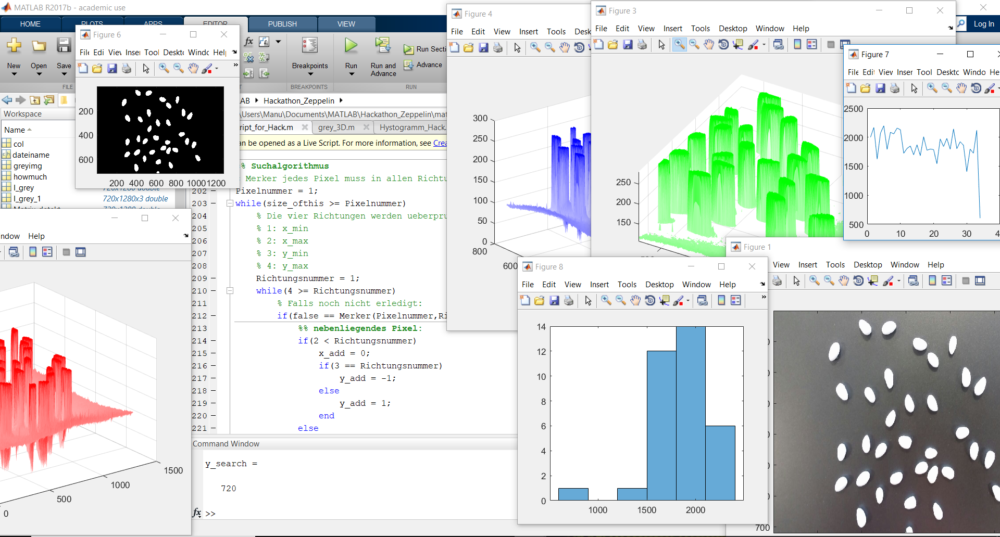 MATLAB R2017b - academic use
HOME
PLOTS
APPS
EDITOR
PUBLISH
VIEW
Log In
New
Open
Save
FILE
Breakpoints
BREAKPOINTS
Run
Run and
Advance
Run Secti
Advance
RUN
AB
Hackathon_Zeppelin
Workspace
Name
col
dateiname
greyimg
howmuch
I_grey
I_grey_1
720x1280x3 double
\Users\Manu\Documents\MATLAB\Hackathon_Zeppelin\mat
ript_for_Hack.m
grey_3D.m
Hystogramm_Hack.
an be opened as a Live Script. For more information, see Crea
% Suchalgorithmus
Merker jedes Pixel muss in allen Richtu
202 Pixelnummer = 1;
203 while(size_ofthis >= Pixelnummer)
204 % Die vier Richtungen werden ueberpru
205 % 1: x_min
206 % 2: x_max
207 % 3: y_min
208 % 4: y_max
209 Richtungsnummer = 1;
210 while(4 >= Richtungsnummer)
211 % Falls noch nicht erledigt:
212 if(false == Merker(Pixelnummer,Ri
213 %% nebenliegendes Pixel:
214 if(2 < Richtungsnummer)
215 x_add = 0;
216 if(3 == Richtungsnummer)
217 y_add = -1;
218 else
219 y_add = 1;
220 end
221 else
Command Window
y_search =
720
fx >>
Figure 6
File Edi View Inser Tool Deskto Windo Help
200
400
600
200 400 600 800 1000 1200
ndow Help
1500
1000
500
0
Figure 4
File Edit View Insert Tools Desk
300
250
200
150
100
50
0
800
600
Figure 3
File Edit View Insert Tools Desktop Window Help
250
200
150
Figure 7
File Edit View Inser Tool Deskto Windo He
2500
2000
1500
1000
500
0 10 20 30 4
Figure 8
File Edit View Insert Tools Desktop Window Help
14
12
10
8
6
4
2
0
1000 1500 2000
Figure 1
View Insert Tools Desktop Window Help
700